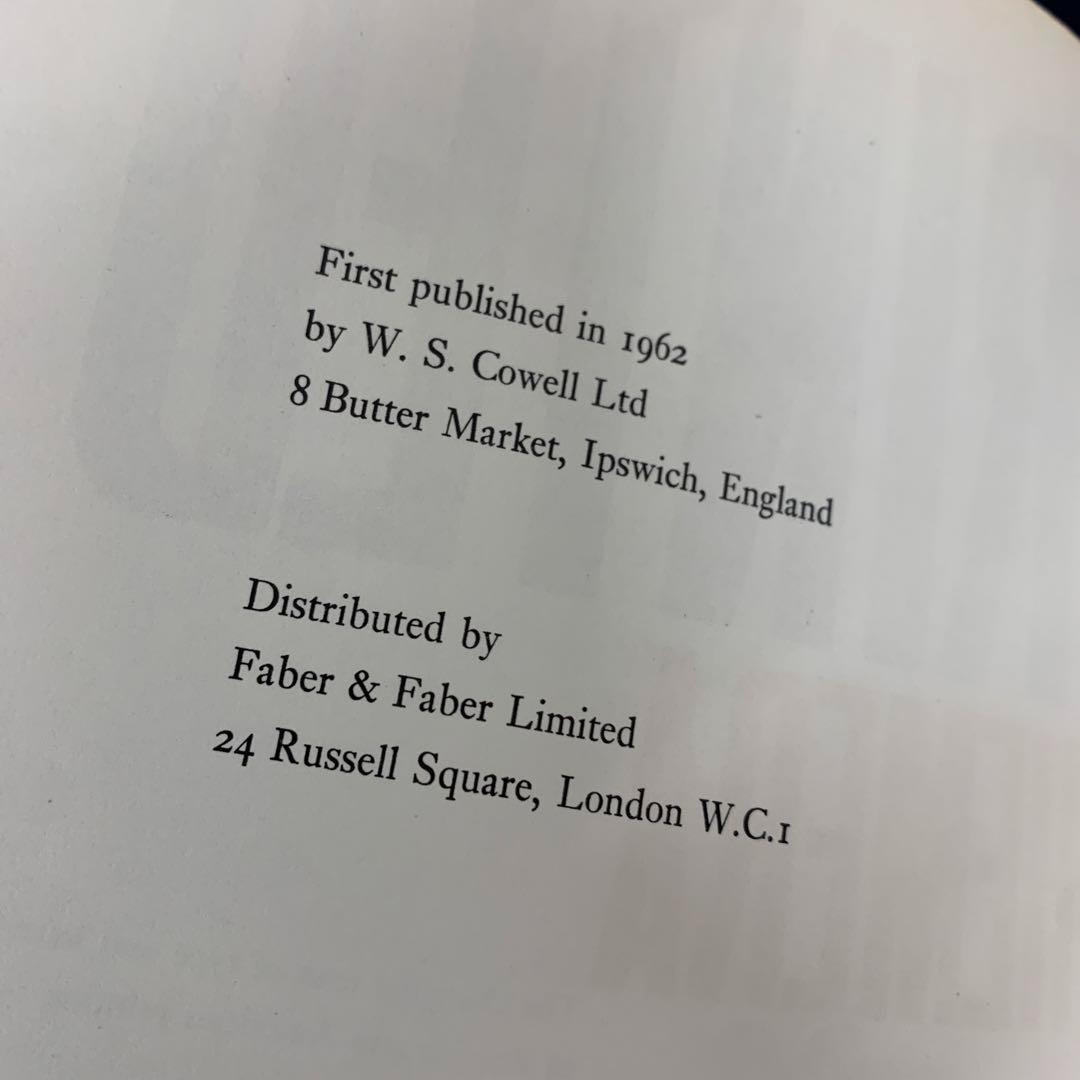 First published in 1962
by W. S. Cowell Ltd
8 Butter Market, Ipswich, England
Distributed by
Faber & Faber Limited
24 Russell Square, London W.C.1